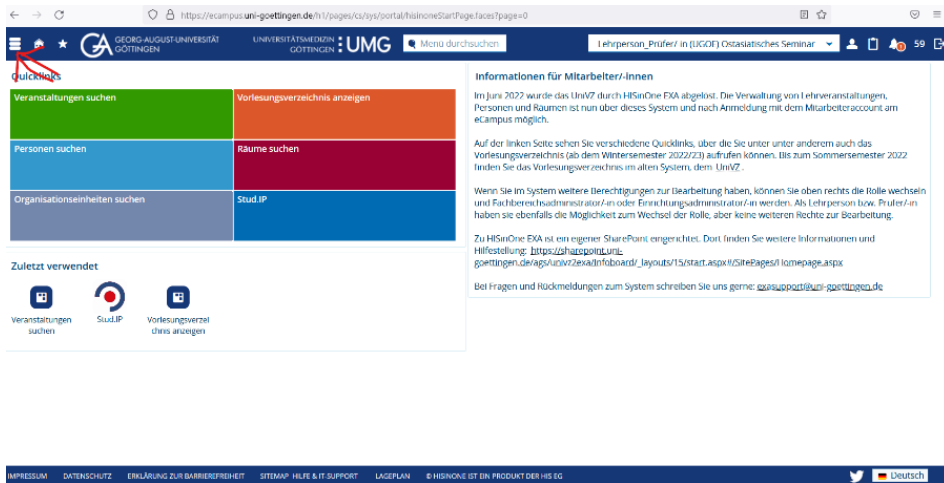 https://ecampus.uni-goettingen.de/h1/pages/cs/sys/portal/hisinoneStartPage.faces?page=0
GEORG-AUGUST-UNIVERSITÄT
GÖTTINGEN
UNIVERSITÄTSMEDIZIN
GÖTTINGEN
UMG
Menü durchsuchen
Lehrperson_Prüfer/ in (UGOE) Ostasiatisches Seminar
59
Quicklinks
Veranstaltungen suchen
Vorlesungsverzeichnis anzeigen
Personen suchen
Räume suchen
Organisationseinheiten suchen
Stud.IP
Zuletzt verwendet
Veranstaltungen
suchen
Stud.IP
Vorlesungsverzei
chnis anzeigen
Informationen für Mitarbeiter/-innen
Im Juni 2022 wurde das UniVZ durch HISinOne EXA abgelöst. Die Verwaltung von Lehrveranstaltungen,
Personen und Räumen ist nun über dieses System und nach Anmeldung mit dem Mitarbeiteraccount am
eCampus möglich.
Auf der linken Seite sehen Sie verschiedene Quicklinks, über die Sie unter unter anderem auch das
Vorlesungsverzeichnis (ab dem Wintersemester 2022/23) aufrufen können. Bis zum Sommersemester 2022
finden Sie das Vorlesungsverzeichnis im alten System, dem UniVZ .
Wenn Sie im System weitere Berechtigungen zur Bearbeitung haben, können Sie oben rechts die Rolle wechseln
und Fachbereichsadministrator/-in oder Einrichtungsadministrator/-in werden. Als Lehrperson bzw. Prüfer/-in
haben sie ebenfalls die Möglichkeit zum Wechsel der Rolle, aber keine weiteren Rechte zur Bearbeitung.
Zu HISinOne EXA ist ein eigener SharePoint eingerichtet. Dort finden Sie weitere Informationen und
Hilfestellung: https://sharepoint.uni-
goettingen.de/ags/univz2exa/Infoboard/_layouts/15/start.aspx#/SitePages/Homepage.aspx
Bei Fragen und Rückmeldungen zum System schreiben Sie uns gerne: exasupport@uni-goettingen.de
IMPRESSUM DATENSCHUTZ ERKLÄRUNG ZUR BARRIEREFREIHEIT SITEMAP HILFE & IT-SUPPORT LAGEPLAN © HISINONE IST EIN PRODUKT DER HIS EG
Deutsch